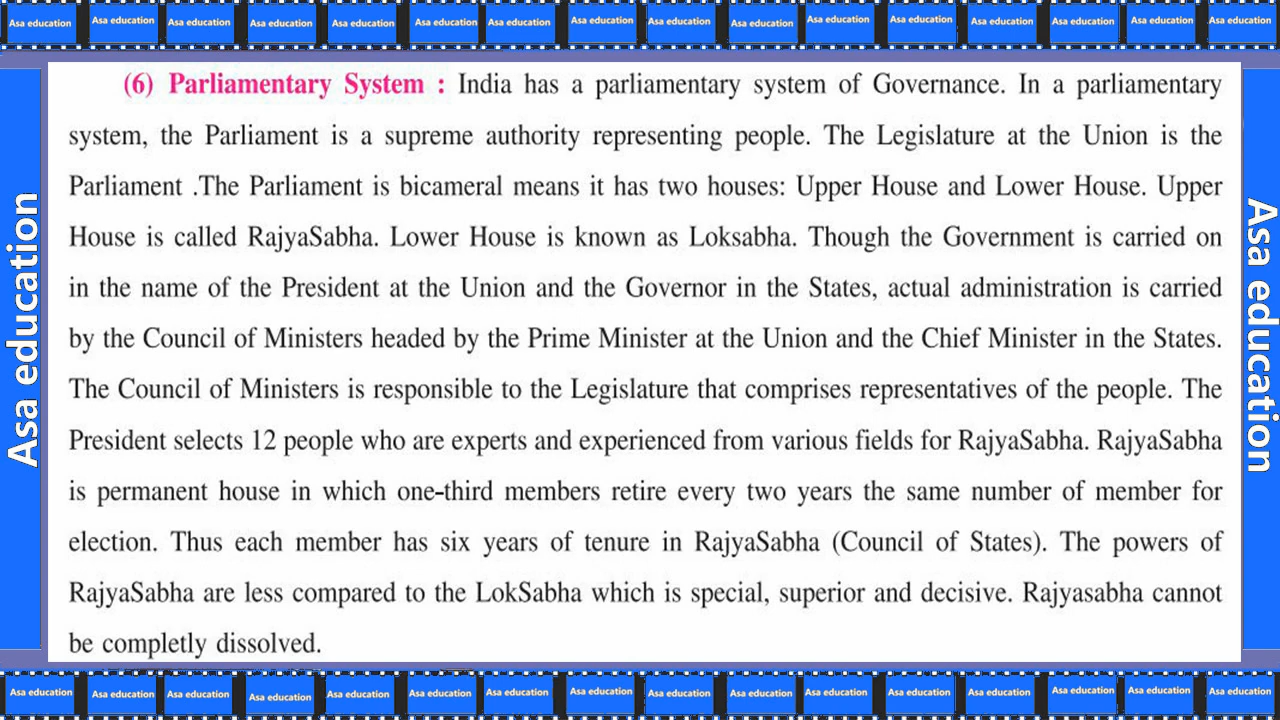 Asa education Asa education Asa education Asa education Asa education Asa education Asa education Asa education Asa education Asa education Asa education Asa education Asa education Asa education Asa education Asa education
(6) Parliamentary System : India has a parliamentary system of Governance. In a parliamentary
system, the Parliament is a supreme authority representing people. The Legislature at the Union is the
Parliament .The Parliament is bicameral means it has two houses: Upper House and Lower House. Upper
House is called RajyaSabha. Lower House is known as Loksabha. Though the Government is carried on
in the name of the President at the Union and the Governor in the States, actual administration is carried
by the Council of Ministers headed by the Prime Minister at the Union and the Chief Minister in the States.
The Council of Ministers is responsible to the Legislature that comprises representatives of the people. The
President selects 12 people who are experts and experienced from various fields for RajyaSabha. RajyaSabha
is permanent house in which one-third members retire every two years the same number of member for
election. Thus each member has six years of tenure in RajyaSabha (Council of States). The powers of
RajyaSabha are less compared to the LokSabha which is special, superior and decisive. Rajyasabha cannot
be completly dissolved.
Asa education
Asa education
Asa education Asa education Asa education Asa education Asa education Asa education Asa education Asa education Asa education Asa education Asa education Asa education Asa education Asa education Asa education Asa education